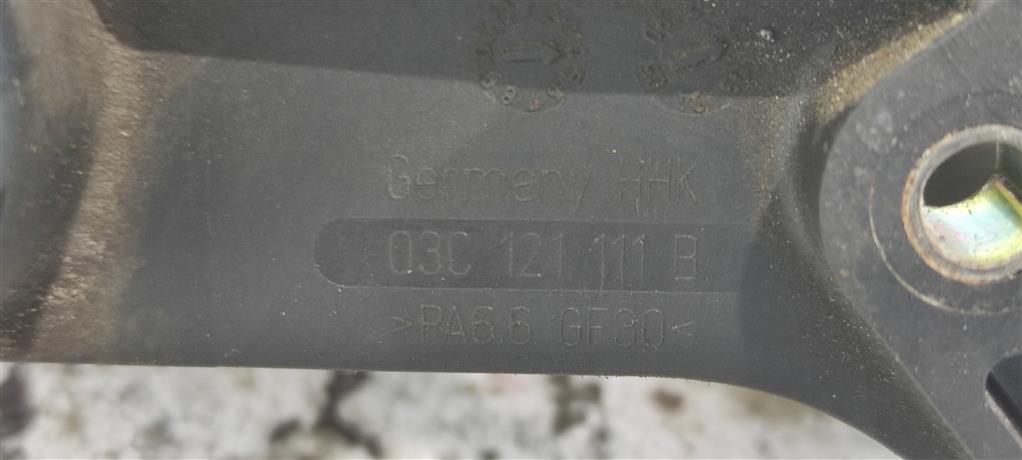 Germany HHK
03C 121 111 B
>PA6.6 GF30<